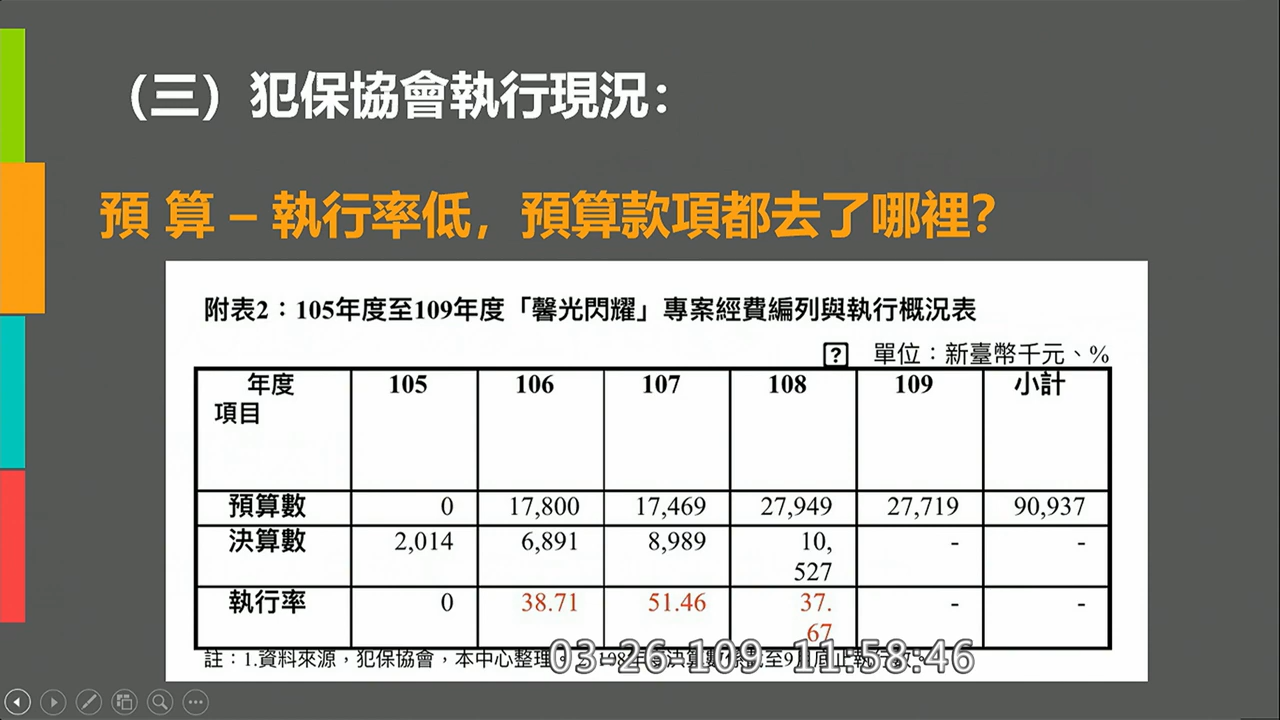 （三）犯保協會執行現況：
預 算 – 執行率低，預算款項都去了哪裡？
附表2：105年度至109年度「馨光閃耀」專案經費編列與執行概況表
? 單位：新臺幣千元、%
年度 105 106 107 108 109 小計
項目
預算數 0 17,800 17,469 27,949 27,719 90,937
決算數 2,014 6,891 8,989 10,
527 - -
執行率 0 38.71 51.46 37.
67 - -
註：1.資料來源，犯保協會，本中心整理
03-26-109 11:58:46